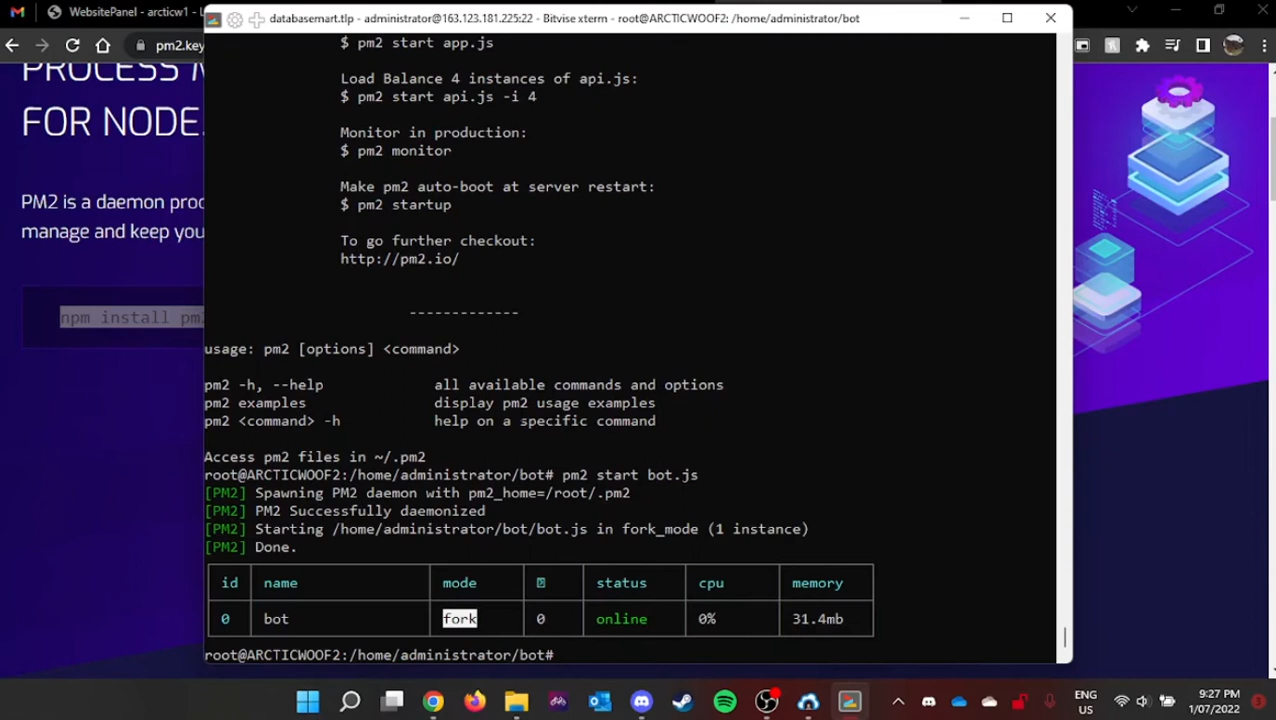 WebsitePanel - arcticw1 - L
databasemart.tlp - administrator@163.123.181.225:22 - Bitvise xterm - root@ARCTICWOOF2: /home/administrator/bot
pm2.key
PROCESS M
FOR NODE.
PM2 is a daemon proc
manage and keep you
npm install pm2
$ pm2 start app.js
Load Balance 4 instances of api.js:
$ pm2 start api.js -i 4
Monitor in production:
$ pm2 monitor
Make pm2 auto-boot at server restart:
$ pm2 startup
To go further checkout:
http://pm2.io/
-------------
usage: pm2 [options] <command>
pm2 -h, --help all available commands and options
pm2 examples display pm2 usage examples
pm2 <command> -h help on a specific command
Access pm2 files in ~/.pm2
root@ARCTICWOOF2:/home/administrator/bot# pm2 start bot.js
[PM2] Spawning PM2 daemon with pm2_home=/root/.pm2
[PM2] PM2 Successfully daemonized
[PM2] Starting /home/administrator/bot/bot.js in fork_mode (1 instance)
[PM2] Done.
id name mode status cpu memory
0 bot fork 0 online 0% 31.4mb
root@ARCTICWOOF2:/home/administrator/bot#
ENG
US
9:27 PM
1/07/2022
3